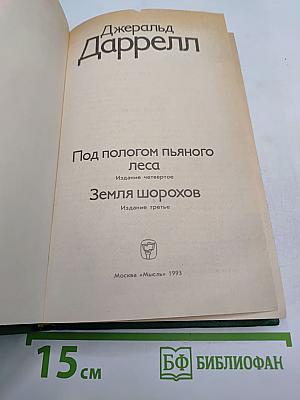 Джеральд
Даррелл
Под пологом пьяного
леса
Издание четвертое
Земля шорохов
Издание третье
Москва «Мысль» 1993
15 см
БФ БИБЛИОФАН